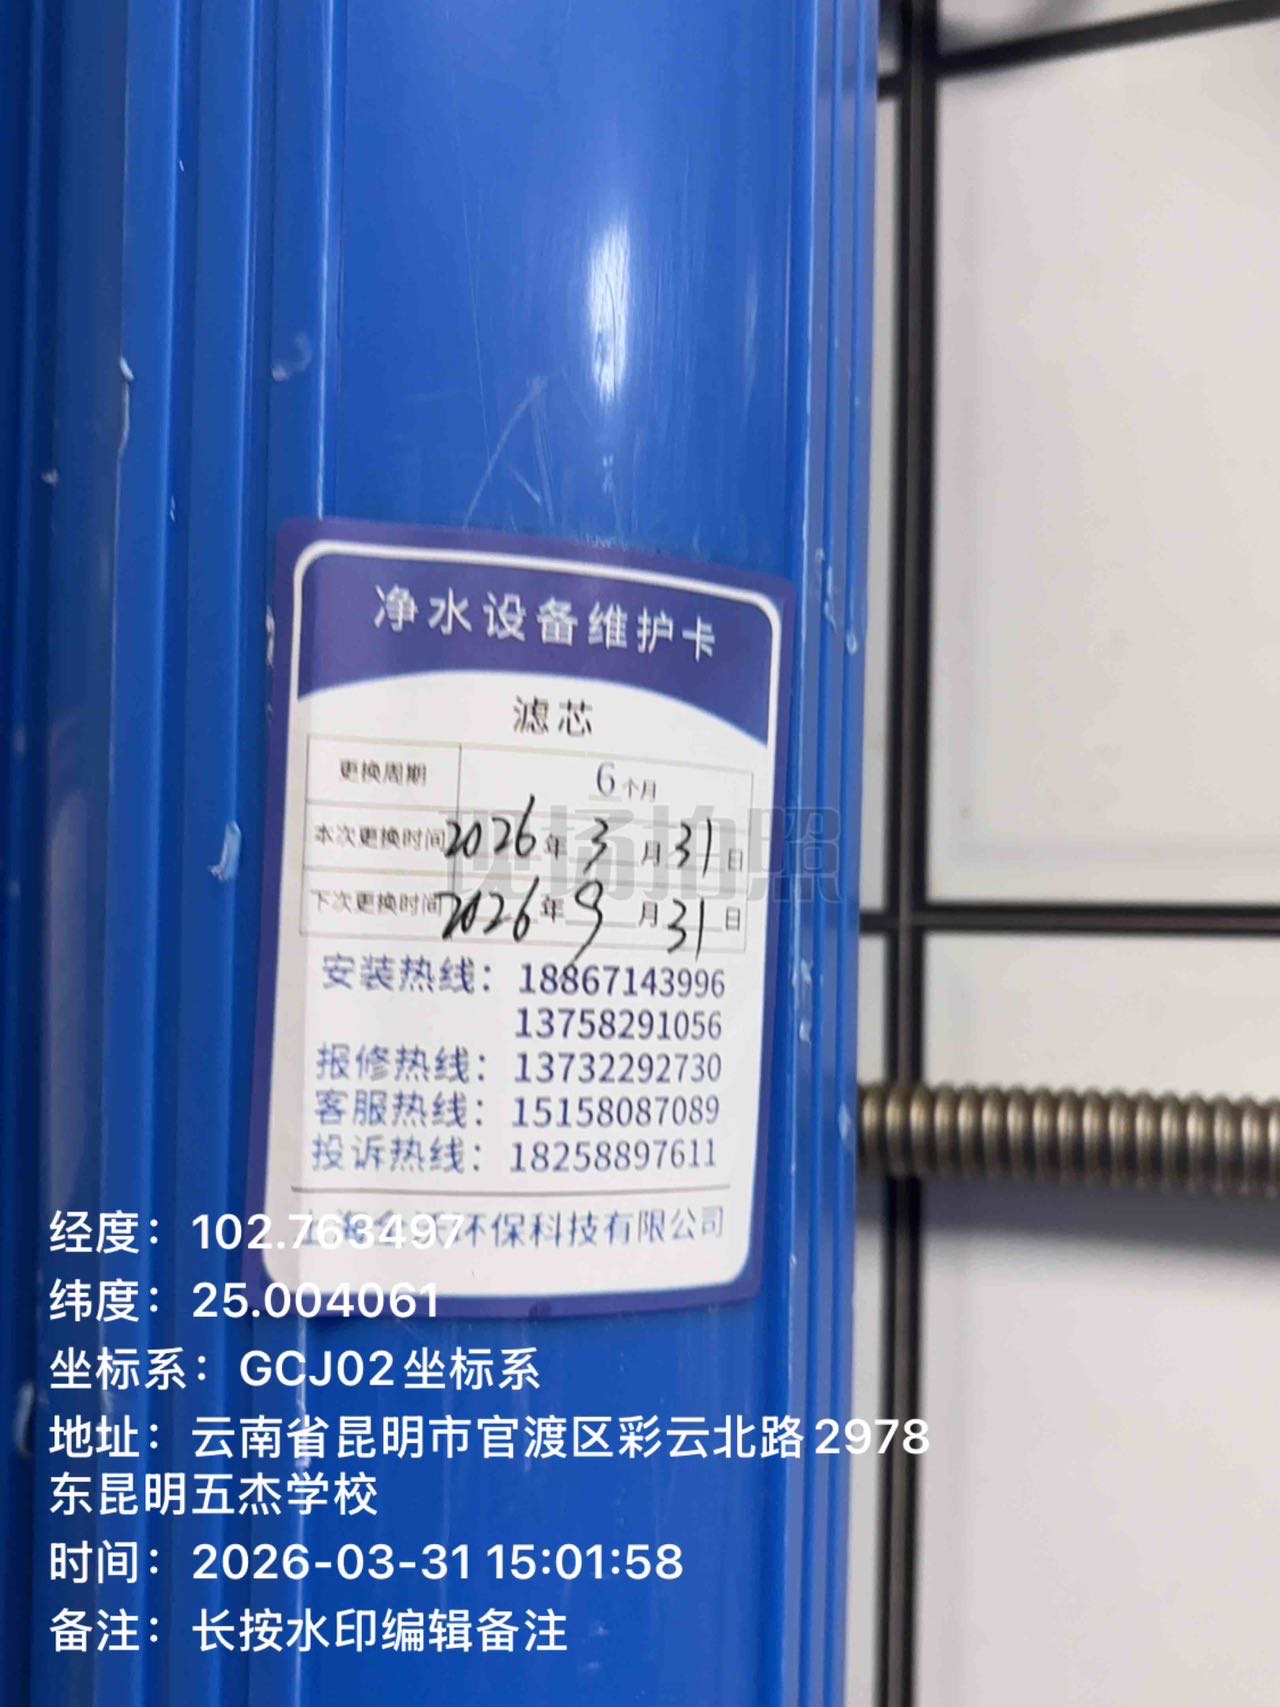 净水设备维护卡
滤芯
更换周期 6个月
本次更换时间 2026年3月31日
下次更换时间 2026年9月31日
现场拍照
安装热线：18867143996
13758291056
报修热线：13732292730
客服热线：15158087089
投诉热线：18258897611
环保科技有限公司
经度：102.763497
纬度：25.004061
坐标系：GCJ02坐标系
地址：云南省昆明市官渡区彩云北路2978
东昆明五杰学校
时间：2026-03-31 15:01:58
备注：长按水印编辑备注